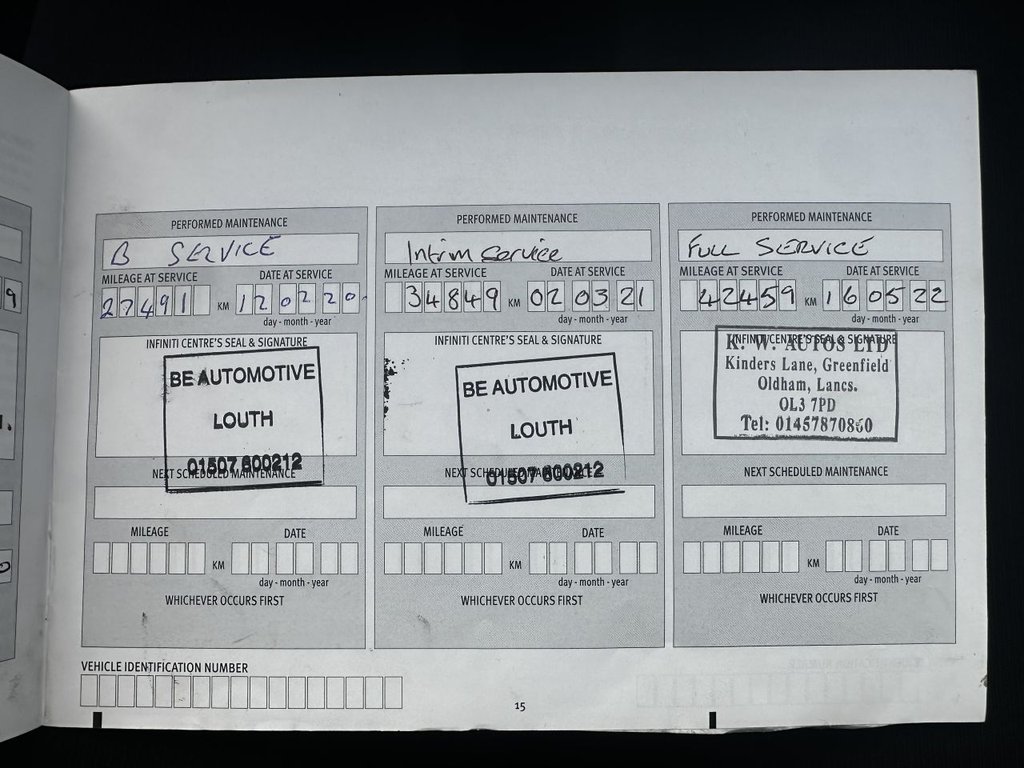 PERFORMED MAINTENANCE
B SERVICE
MILEAGE AT SERVICE DATE AT SERVICE
27491 KM 12 02 20
day - month - year
INFINITI CENTRE'S SEAL & SIGNATURE
BE AUTOMOTIVE
LOUTH
01507 600212
NEXT SCHEDULED MAINTENANCE
MILEAGE DATE
KM
day - month - year
WHICHEVER OCCURS FIRST
PERFORMED MAINTENANCE
Intrim service
MILEAGE AT SERVICE DATE AT SERVICE
34849 KM 02 03 21
day - month - year
INFINITI CENTRE'S SEAL & SIGNATURE
BE AUTOMOTIVE
LOUTH
01507 600212
NEXT SCHEDULED MAINTENANCE
MILEAGE DATE
KM
day - month - year
WHICHEVER OCCURS FIRST
PERFORMED MAINTENANCE
FULL SERVICE
MILEAGE AT SERVICE DATE AT SERVICE
42459 KM 16 05 22
day - month - year
INFINITI CENTRE'S SEAL & SIGNATURE
K. W. AUTOS LTD
Kinders Lane, Greenfield
Oldham, Lancs.
OL3 7PD
Tel: 01457870860
NEXT SCHEDULED MAINTENANCE
MILEAGE DATE
KM
day - month - year
WHICHEVER OCCURS FIRST
VEHICLE IDENTIFICATION NUMBER
15